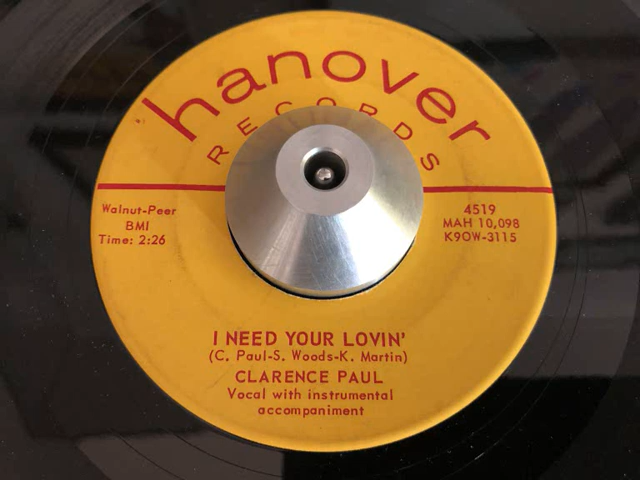 hanover
RECORDS
Walnut-Peer
BMI
Time: 2:26
4519
MAH 10,098
K9OW-3115
I NEED YOUR LOVIN'
(C. Paul-S. Woods-K. Martin)
CLARENCE PAUL
Vocal with instrumental
accompaniment